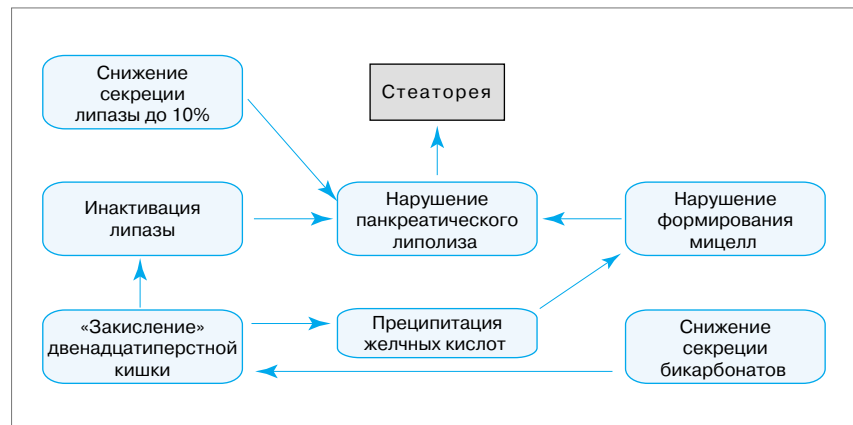 Снижение
секреции
липазы до 10%
Стеаторея
Инактивация
липазы
Нарушение
панкреатического
липолиза
Нарушение
формирования
мицелл
«Закисление»
двенадцатиперстной
кишки
Преципитация
желчных кислот
Снижение
секреции
бикарбонатов